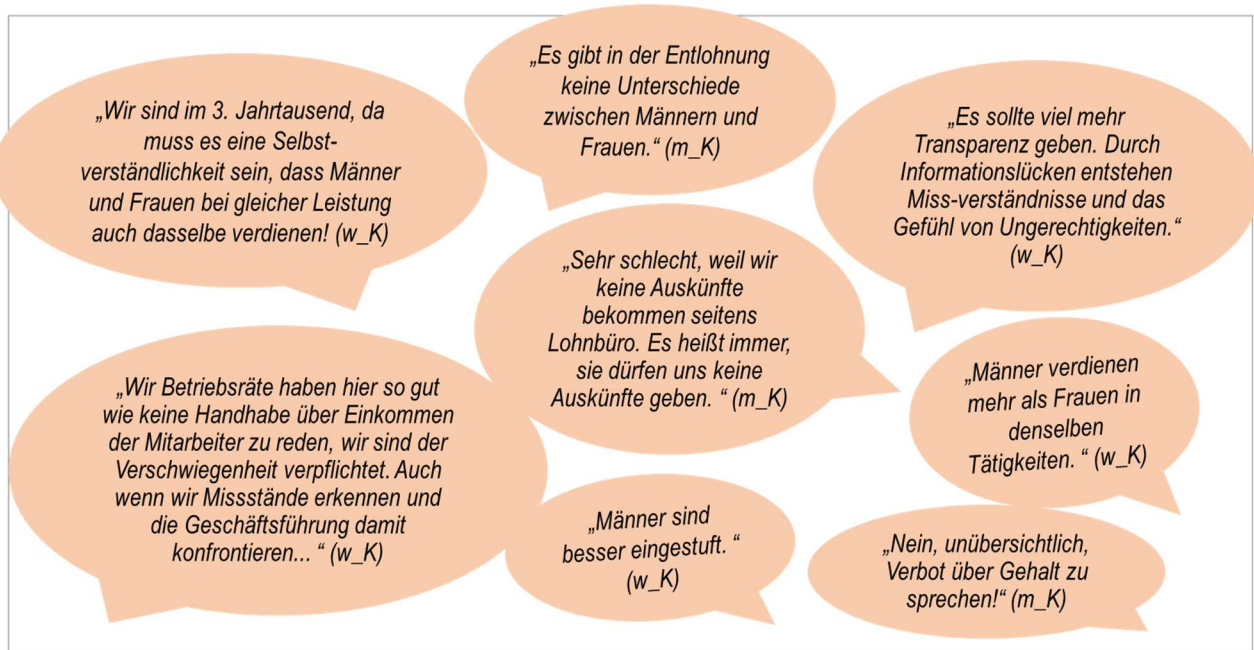 „Wir sind im 3. Jahrtausend, da
muss es eine Selbst-
verständlichkeit sein, dass Männer
und Frauen bei gleicher Leistung
auch dasselbe verdienen! (w_K)
„Es gibt in der Entlohnung
keine Unterschiede
zwischen Männern und
Frauen.“ (m_K)
„Es sollte viel mehr
Transparenz geben. Durch
Informationslücken entstehen
Miss-verständnisse und das
Gefühl von Ungerechtigkeiten.“
(w_K)
„Sehr schlecht, weil wir
keine Auskünfte
bekommen seitens
Lohnbüro. Es heißt immer,
sie dürfen uns keine
Auskünfte geben. “ (m_K)
„Wir Betriebsräte haben hier so gut
wie keine Handhabe über Einkommen
der Mitarbeiter zu reden, wir sind der
Verschwiegenheit verpflichtet. Auch
wenn wir Missstände erkennen und
die Geschäftsführung damit
konfrontieren... “ (w_K)
„Männer verdienen
mehr als Frauen in
denselben
Tätigkeiten. “ (w_K)
„Männer sind
besser eingestuft. “
(w_K)
„Nein, unübersichtlich,
Verbot über Gehalt zu
sprechen!“ (m_K)